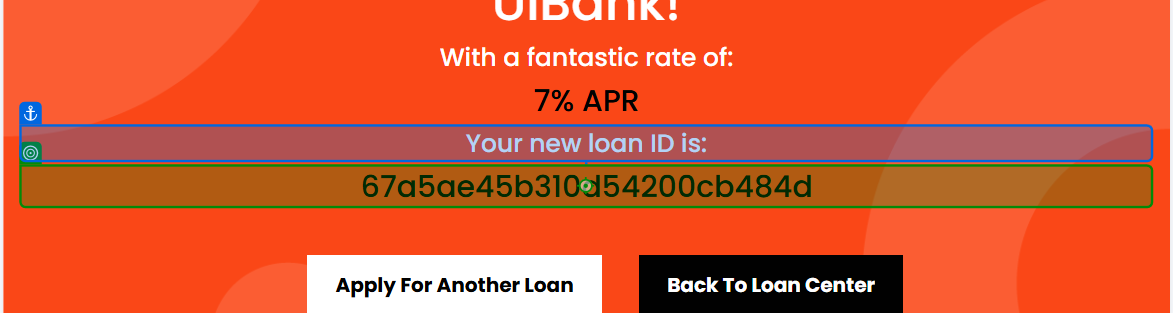 UiBank!
With a fantastic rate of:
7% APR
Your new loan ID is:
67a5ae45b310d54200cb484d
Apply For Another Loan
Back To Loan Center